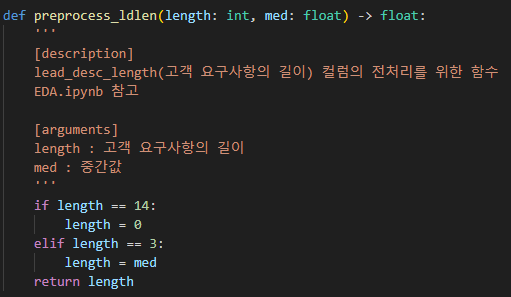 def preprocess_ldlen(length: int, med: float) -> float:
    '''
    [description]
    lead_desc_length(고객 요구사항의 길이) 컬럼의 전처리를 위한 함수
    EDA.ipynb 참고

    [arguments]
    length : 고객 요구사항의 길이
    med : 중간값
    '''
    if length == 14:
        length = 0
    elif length == 3:
        length = med
    return length